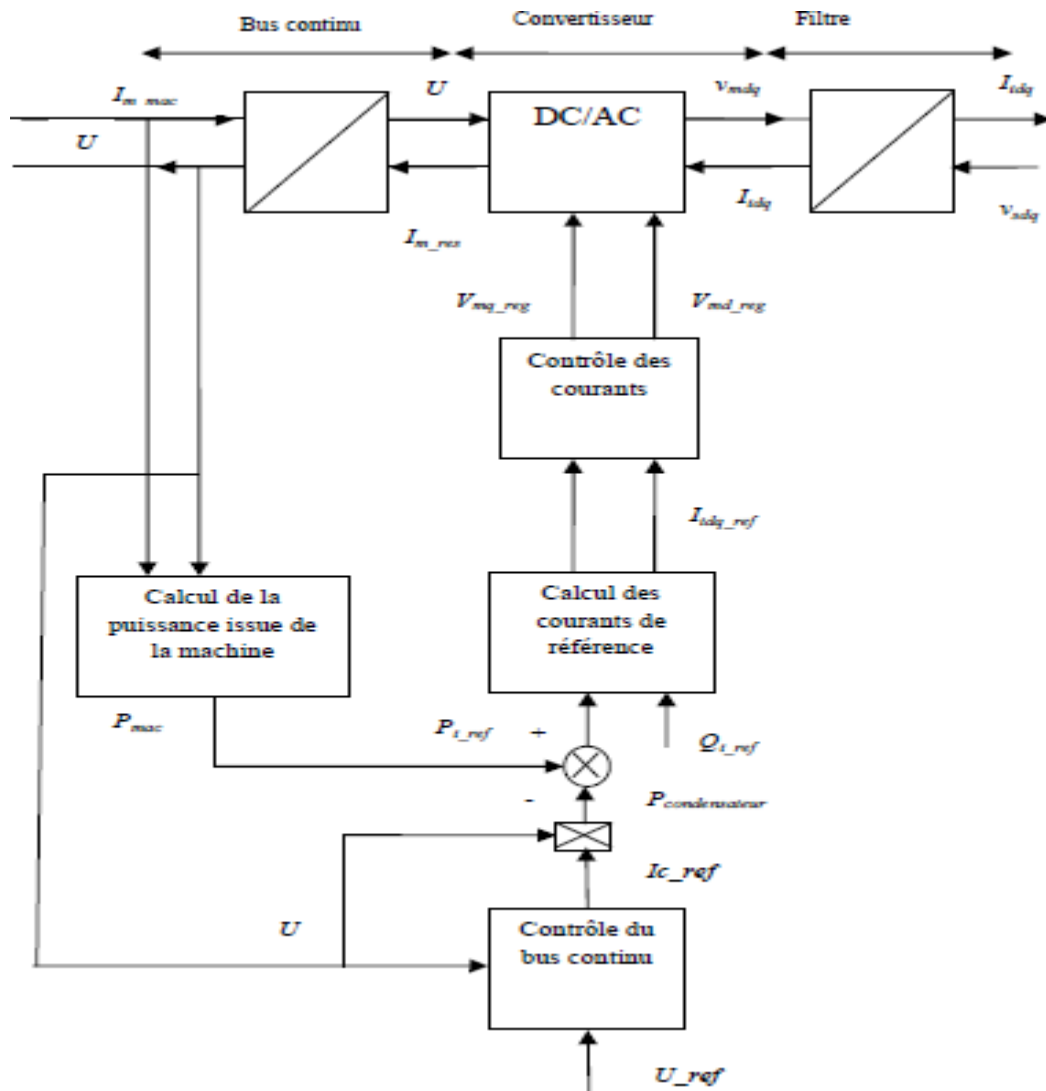 Bus continu
Convertisseur
Filtre
I_m_mac
U
U
DC/AC
v_mdq
I_tdq
I_m_res
I_tdq
v_sdq
V_mq_reg
V_md_reg
Contrôle des
courants
I_tdq_ref
Calcul de la
puissance issue de
la machine
Calcul des
courants de
référence
P_mac
P_t_ref
+
Q_t_ref
-
P_condensateur
Ic_ref
U
Contrôle du
bus continu
U_ref